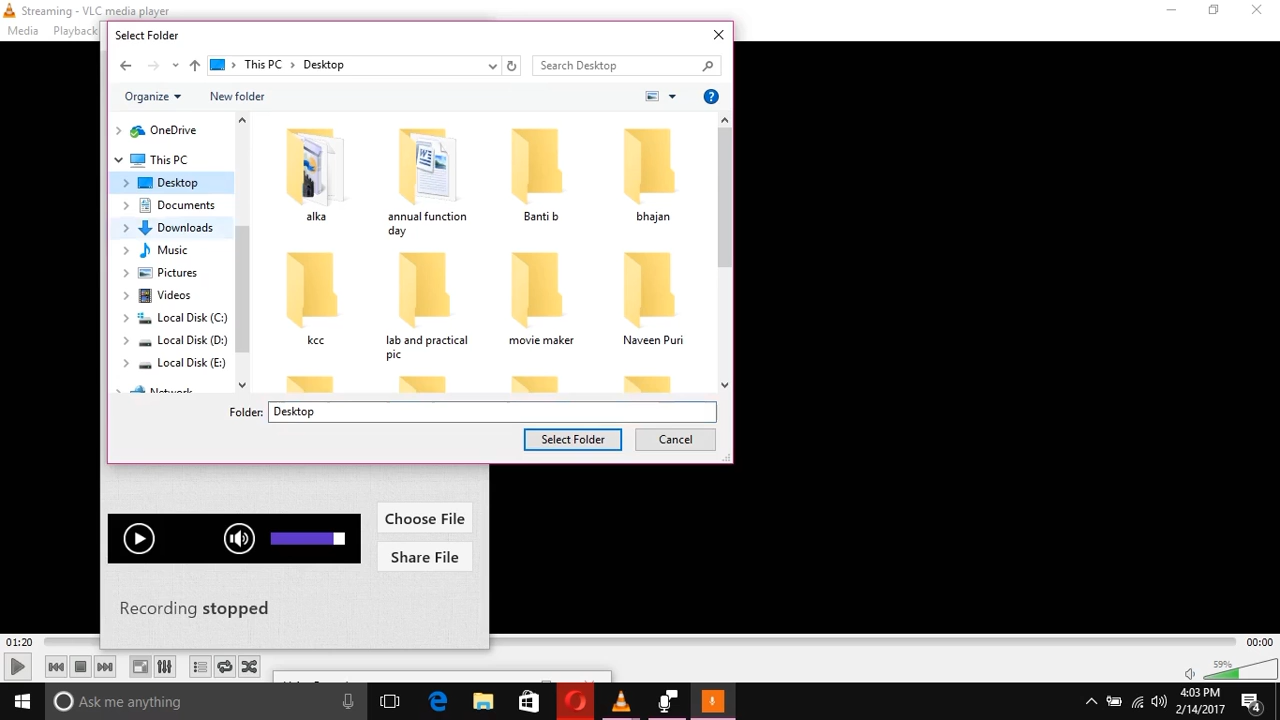 Streaming - VLC media player
Media Playback
Select Folder
This PC Desktop
Search Desktop
Organize New folder
OneDrive
This PC
Desktop
Documents
Downloads
Music
Pictures
Videos
Local Disk (C:)
Local Disk (D:)
Local Disk (E:)
Network
alka
annual function
day
Banti b
bhajan
kcc
lab and practical
pic
movie maker
Naveen Puri
Folder: Desktop
Select Folder Cancel
Choose File
Share File
Recording stopped
01:20 00:00
59%
Ask me anything
4:03 PM
2/14/2017
4